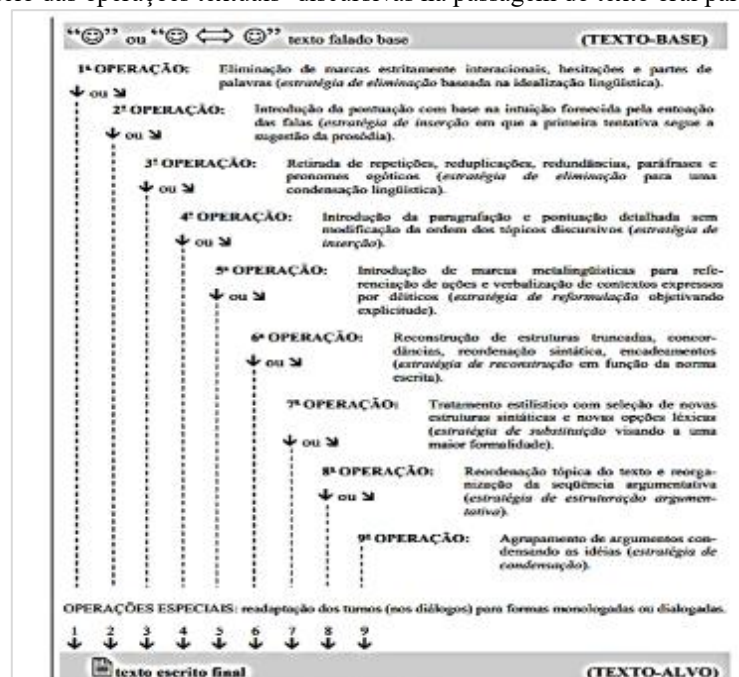 das operações textuais discursivas na passagem do texto oral pa
“☺” ou “☺ ⟺ ☺” texto falado base (TEXTO-BASE)
1ª OPERAÇÃO: Eliminação de marcas estritamente interacionais, hesitações e partes de
palavras (estratégia de eliminação baseada na idealização lingüística).
ou
2ª OPERAÇÃO: Introdução da pontuação com base na intuição fornecida pela entoação
das falas (estratégia de inserção em que a primeira tentativa segue a
ou sugestão da prosódia).
3ª OPERAÇÃO: Retirada de repetições, reduplicações, redundâncias, paráfrases e
pronomes egóticos (estratégia de eliminação para uma
ou condensação lingüística).
4ª OPERAÇÃO: Introdução da paragrafação e pontuação detalhada sem
modificação da ordem dos tópicos discursivos (estratégia de
ou inserção).
5ª OPERAÇÃO: Introdução de marcas metalingüísticas para refe-
renciação de ações e verbalização de contextos expressos
ou por dêiticos (estratégia de reformulação objetivando
explicitude).
6ª OPERAÇÃO: Reconstrução de estruturas truncadas, concor-
dâncias, reordenação sintática, encadeamentos
ou (estratégia de reconstrução em função da norma
escrita).
7ª OPERAÇÃO: Tratamento estilístico com seleção de novas
estruturas sintáticas e novas opções léxicas
(estratégia de substituição visando a uma
ou maior formalidade).
8ª OPERAÇÃO: Reordenação tópica do texto e reorga-
nização da seqüência argumentativa
ou (estratégia de estruturação argumen-
tativa).
9ª OPERAÇÃO: Agrupamento de argumentos con-
densando as idéias (estratégia de
condensação).
OPERAÇÕES ESPECIAIS: readaptação dos turnos (nos diálogos) para formas monologadas ou dialogadas.
1 2 3 4 5 6 7 8 9
texto escrito final (TEXTO-ALVO)